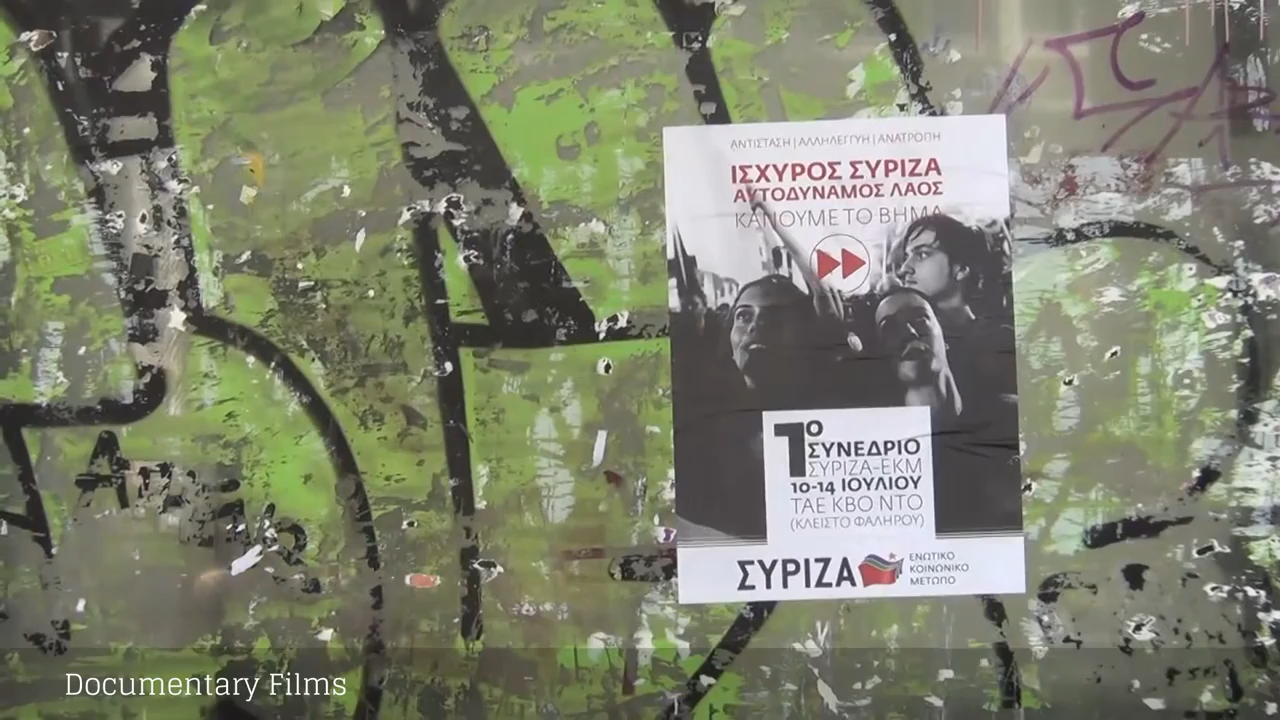 ΑΝΤΙΣΤΑΣΗ | ΑΛΛΗΛΕΓΓΥΗ | ΑΝΑΤΡΟΠΗ
ΙΣΧΥΡΟΣ ΣΥΡΙΖΑ
ΑΥΤΟΔΥΝΑΜΟΣ ΛΑΟΣ
ΚΑΝΟΥΜΕ ΤΟ ΒΗΜΑ
1ο
ΣΥΝΕΔΡΙΟ
ΣΥΡΙΖΑ-ΕΚΜ
10-14 ΙΟΥΛΙΟΥ
ΤΑΕ ΚΒΟ ΝΤΟ
(ΚΛΕΙΣΤΟ ΦΑΛΗΡΟΥ)
ΣΥΡΙΖΑ
ΕΝΩΤΙΚΟ
ΚΟΙΝΩΝΙΚΟ
ΜΕΤΩΠΟ
Documentary Films